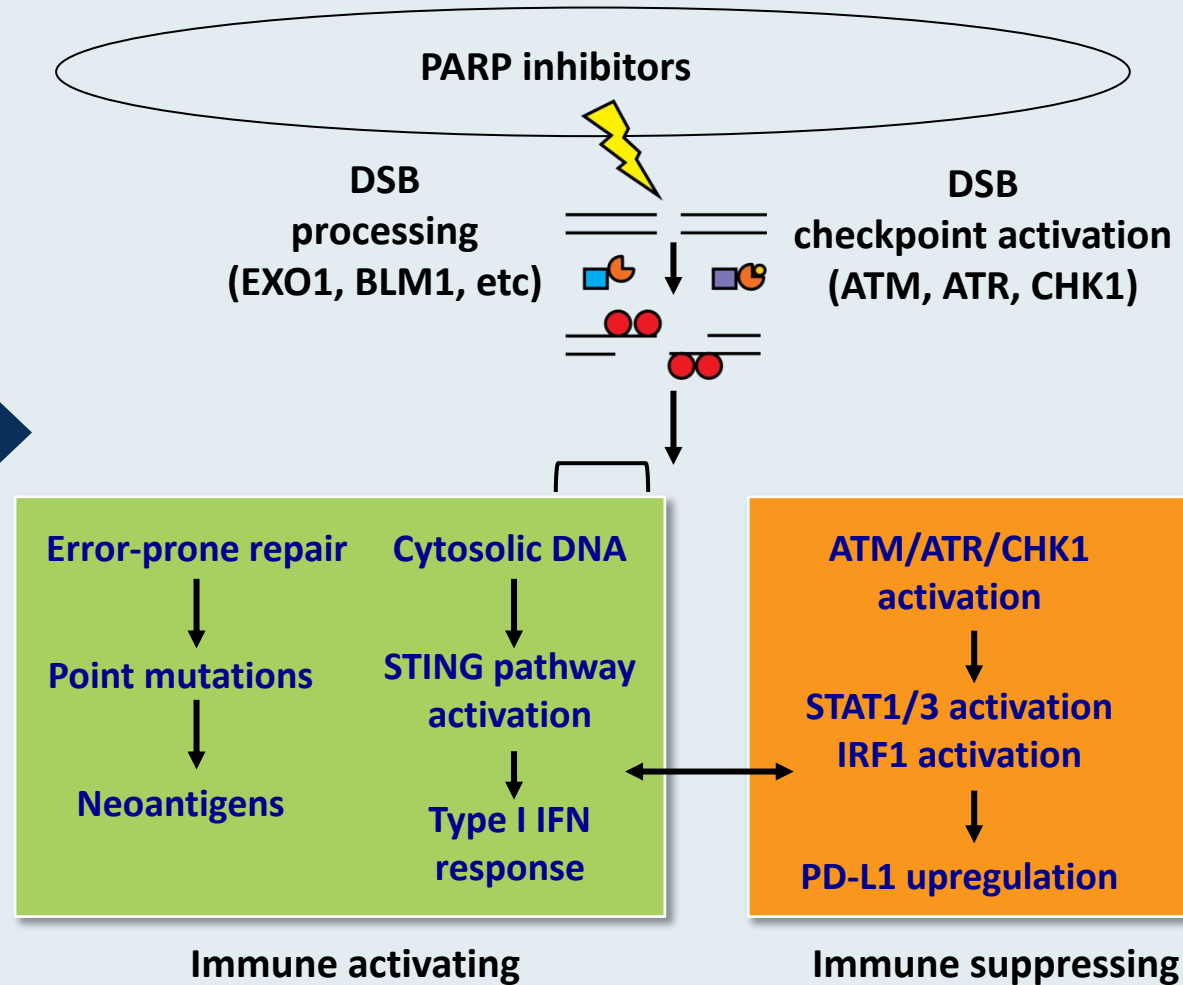 PARP inhibitors
DSB
processing
(EXO1, BLM1, etc)
DSB
checkpoint activation
(ATM, ATR, CHK1)
Error-prone repair
Point mutations
Neoantigens
Cytosolic DNA
STING pathway
activation
Type I IFN
response
ATM/ATR/CHK1
activation
STAT1/3 activation
IRF1 activation
PD-L1 upregulation
Immune activating
Immune suppressing